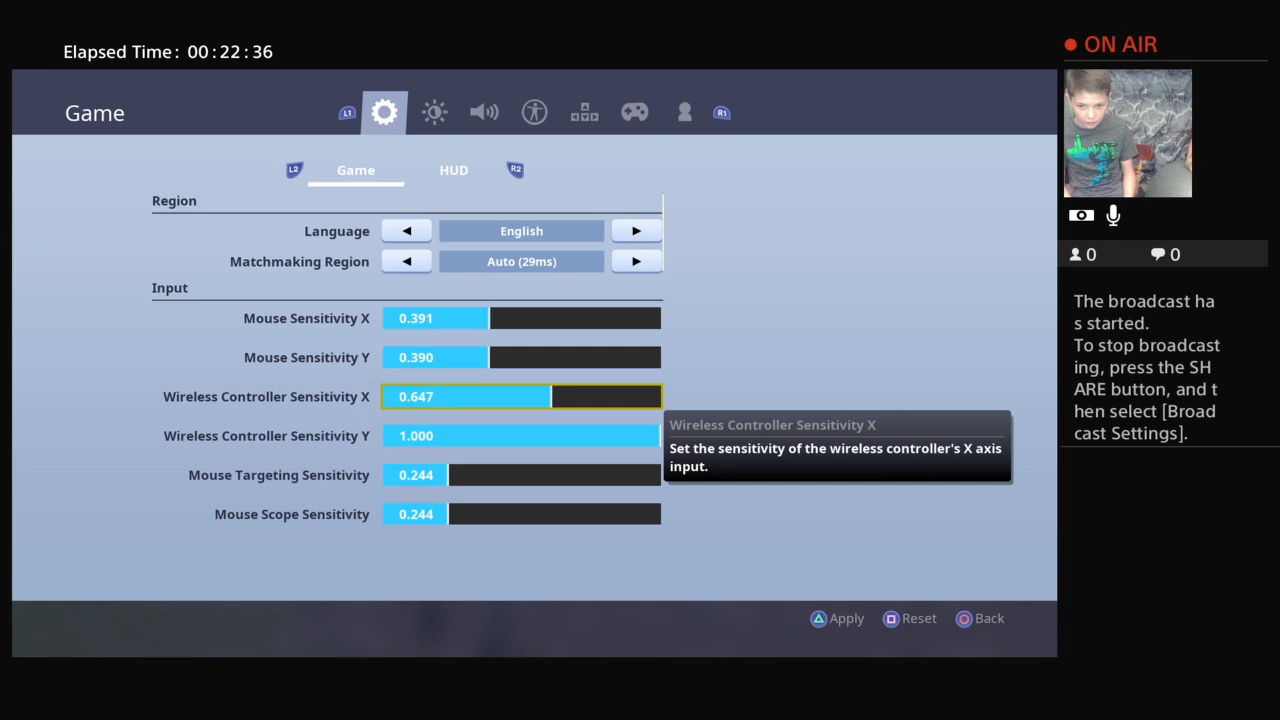 Elapsed Time: 00:22:36
ON AIR
Game
L1
R1
L2
Game
HUD
R2
Region
Language
English
Matchmaking Region
Auto (29ms)
Input
Mouse Sensitivity X
0.391
Mouse Sensitivity Y
0.390
Wireless Controller Sensitivity X
0.647
Wireless Controller Sensitivity Y
1.000
Mouse Targeting Sensitivity
0.244
Mouse Scope Sensitivity
0.244
Wireless Controller Sensitivity X
Set the sensitivity of the wireless controller's X axis
input.
Apply
Reset
Back
0
0
The broadcast ha
s started.
To stop broadcast
ing, press the SH
ARE button, and t
hen select [Broad
cast Settings].